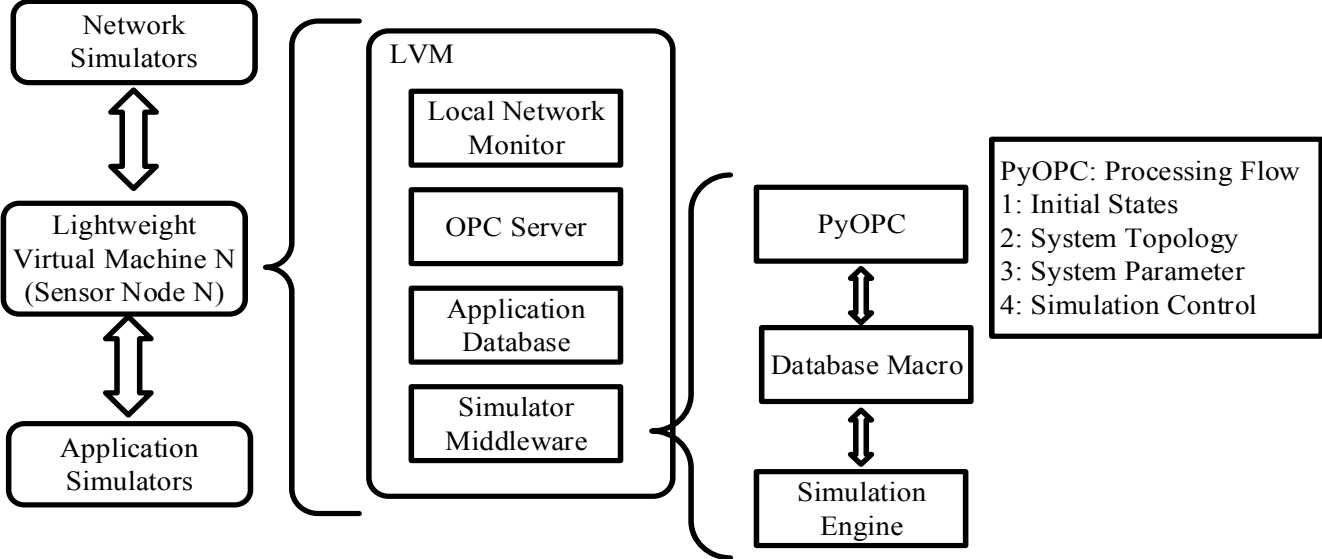 Network
Simulators
Lightweight
Virtual Machine N
(Sensor Node N)
Application
Simulators
LVM
Local Network
Monitor
OPC Server
Application
Database
Simulator
Middleware
PyOPC
Database Macro
Simulation
Engine
PyOPC: Processing Flow
1: Initial States
2: System Topology
3: System Parameter
4: Simulation Control